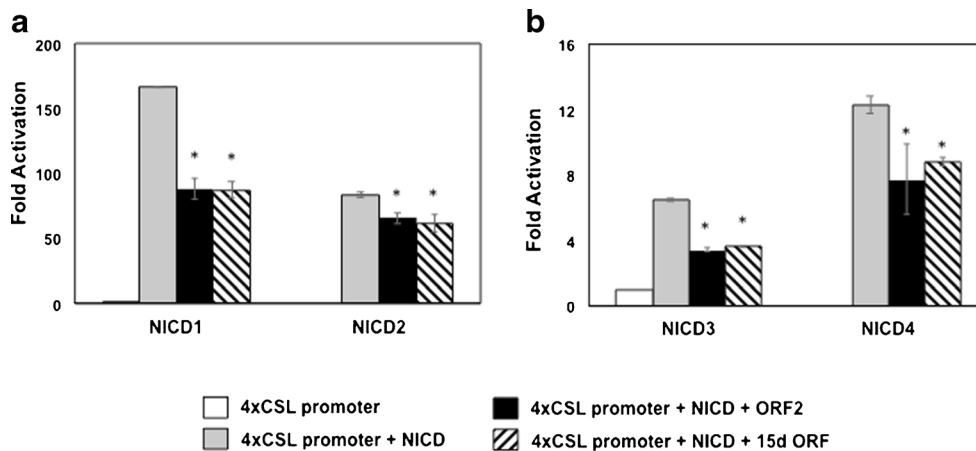 a
200
150
100
50
0
Fold Activation
* *
* *
NICD1 NICD2
b
16
12
8
4
0
Fold Activation
* *
* *
NICD3 NICD4
4xCSL promoter
4xCSL promoter + NICD
4xCSL promoter + NICD + ORF2
4xCSL promoter + NICD + 15d ORF